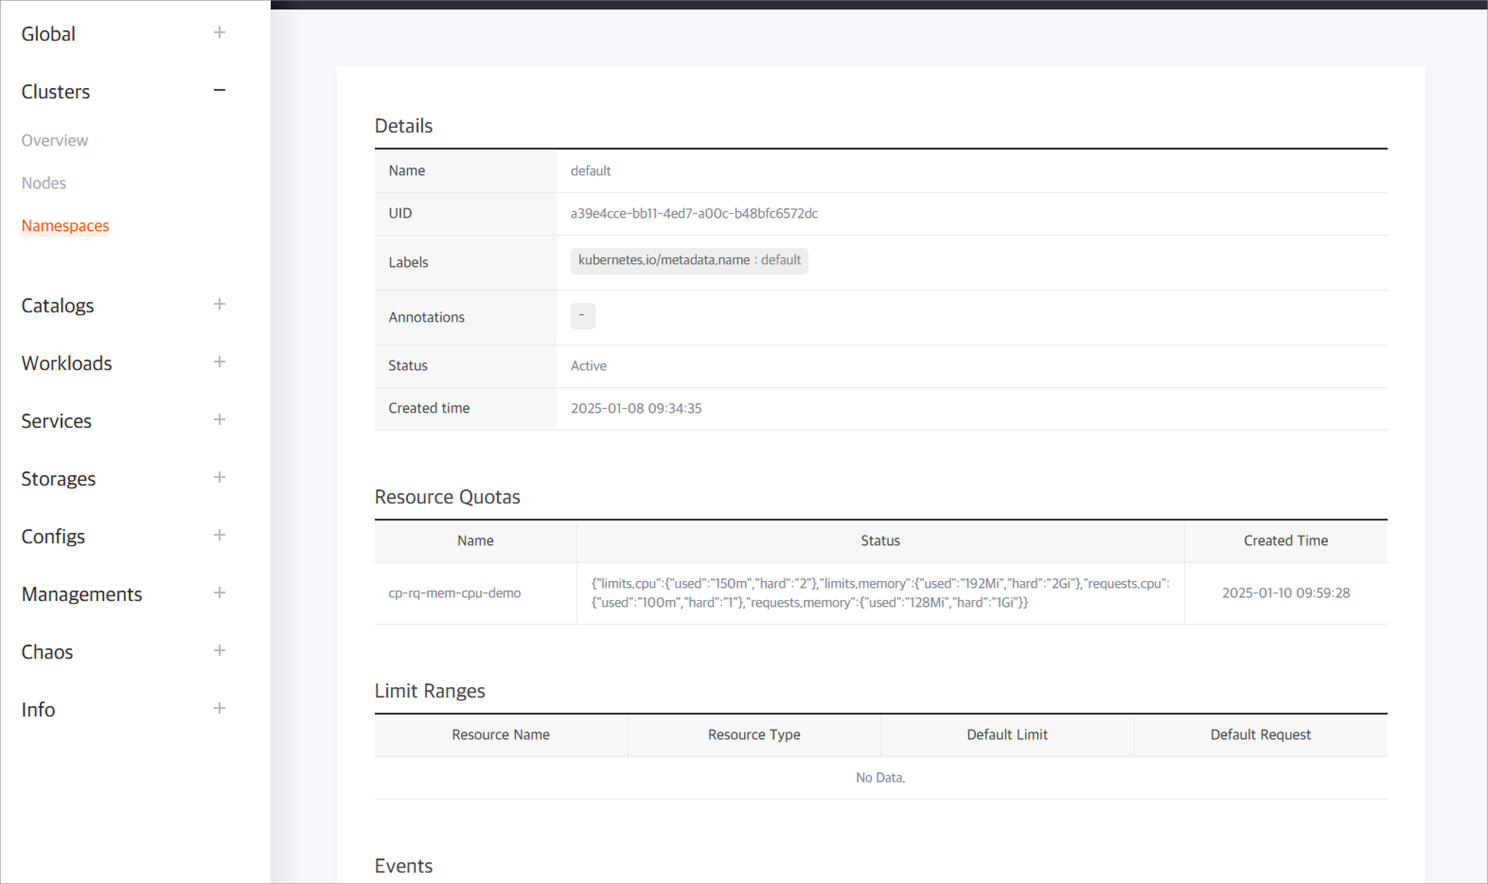 Global
Clusters
Overview
Nodes
Namespaces
Catalogs
Workloads
Services
Storages
Configs
Managements
Chaos
Info
Details
Name default
UID a39e4cce-bb11-4ed7-a00c-b48bfc6572dc
Labels kubernetes.io/metadata.name : default
Annotations -
Status Active
Created time 2025-01-08 09:34:35
Resource Quotas
Name Status Created Time
cp-rq-mem-cpu-demo {"limits.cpu":{"used":"150m","hard":"2"},"limits.memory":{"used":"192Mi","hard":"2Gi"},"requests.cpu": 2025-01-10 09:59:28
{"used":"100m","hard":"1"},"requests.memory":{"used":"128Mi","hard":"1Gi"}}
Limit Ranges
Resource Name Resource Type Default Limit Default Request
No Data.
Events